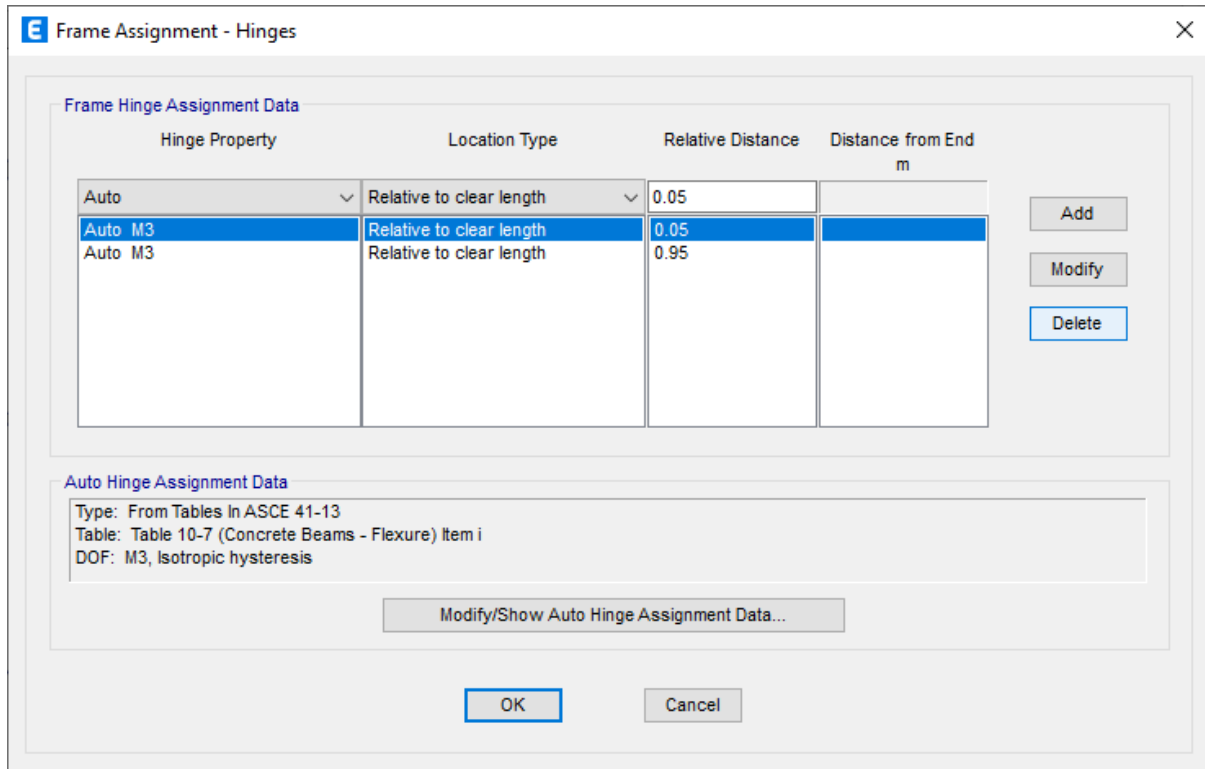 E Frame Assignment - Hinges
Frame Hinge Assignment Data
Hinge Property Location Type Relative Distance Distance from End
m
Auto Relative to clear length 0.05
Auto M3 Relative to clear length 0.05
Auto M3 Relative to clear length 0.95
Add
Modify
Delete
Auto Hinge Assignment Data
Type: From Tables In ASCE 41-13
Table: Table 10-7 (Concrete Beams - Flexure) Item i
DOF: M3, Isotropic hysteresis
Modify/Show Auto Hinge Assignment Data...
OK Cancel